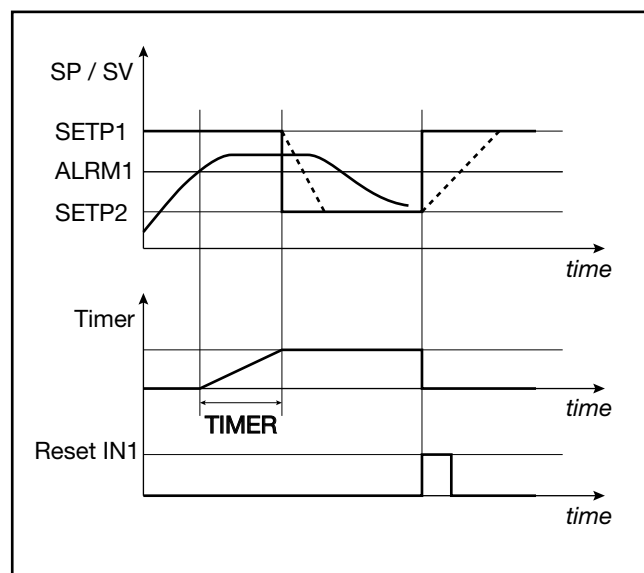 SP / SV
SETP1
ALRM1
SETP2
time
Timer
TIMER
time
Reset IN1
time